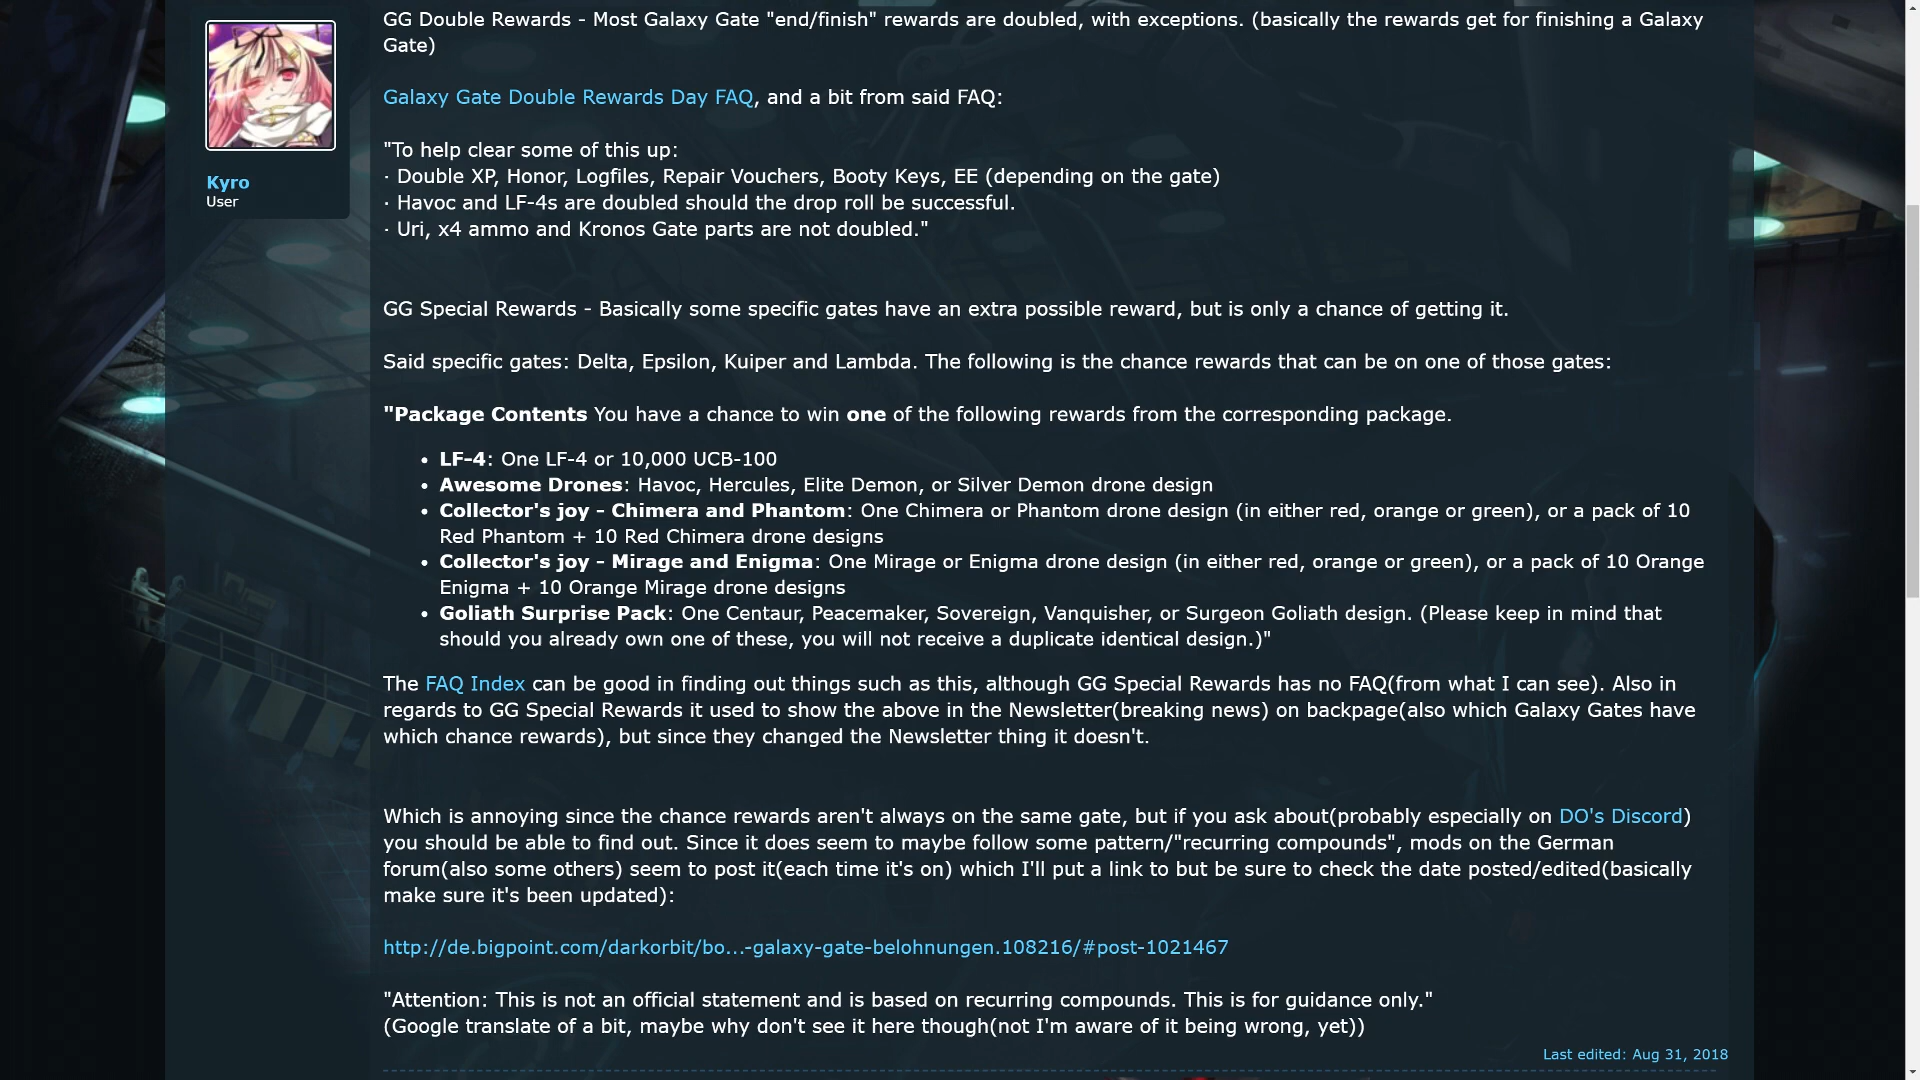 GG Double Rewards - Most Galaxy Gate "end/finish" rewards are doubled, with exceptions. (basically the rewards get for finishing a Galaxy
Gate)
Galaxy Gate Double Rewards Day FAQ, and a bit from said FAQ:
"To help clear some of this up:
· Double XP, Honor, Logfiles, Repair Vouchers, Booty Keys, EE (depending on the gate)
· Havoc and LF-4s are doubled should the drop roll be successful.
· Uri, x4 ammo and Kronos Gate parts are not doubled."
Kyro
User
GG Special Rewards - Basically some specific gates have an extra possible reward, but is only a chance of getting it.
Said specific gates: Delta, Epsilon, Kuiper and Lambda. The following is the chance rewards that can be on one of those gates:
"Package Contents You have a chance to win one of the following rewards from the corresponding package.
• LF-4: One LF-4 or 10,000 UCB-100
• Awesome Drones: Havoc, Hercules, Elite Demon, or Silver Demon drone design
• Collector's joy - Chimera and Phantom: One Chimera or Phantom drone design (in either red, orange or green), or a pack of 10
Red Phantom + 10 Red Chimera drone designs
• Collector's joy - Mirage and Enigma: One Mirage or Enigma drone design (in either red, orange or green), or a pack of 10 Orange
Enigma + 10 Orange Mirage drone designs
• Goliath Surprise Pack: One Centaur, Peacemaker, Sovereign, Vanquisher, or Surgeon Goliath design. (Please keep in mind that
should you already own one of these, you will not receive a duplicate identical design.)"
The FAQ Index can be good in finding out things such as this, although GG Special Rewards has no FAQ(from what I can see). Also in
regards to GG Special Rewards it used to show the above in the Newsletter(breaking news) on backpage(also which Galaxy Gates have
which chance rewards), but since they changed the Newsletter thing it doesn't.
Which is annoying since the chance rewards aren't always on the same gate, but if you ask about(probably especially on DO's Discord)
you should be able to find out. Since it does seem to maybe follow some pattern/"recurring compounds", mods on the German
forum(also some others) seem to post it(each time it's on) which I'll put a link to but be sure to check the date posted/edited(basically
make sure it's been updated):
http://de.bigpoint.com/darkorbit/bo...-galaxy-gate-belohnungen.108216/#post-1021467
"Attention: This is not an official statement and is based on recurring compounds. This is for guidance only."
(Google translate of a bit, maybe why don't see it here though(not I'm aware of it being wrong, yet))
Last edited: Aug 31, 2018